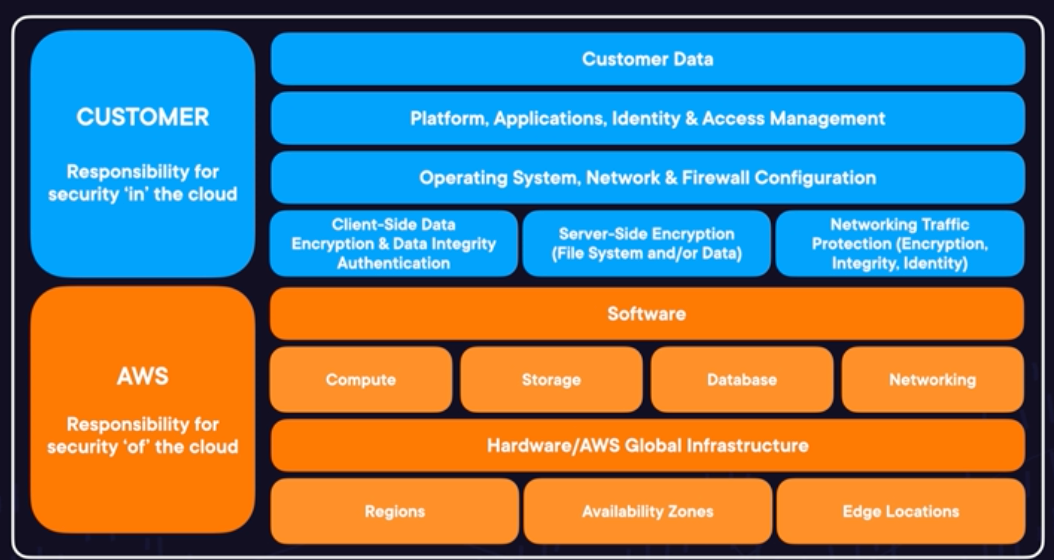 CUSTOMER
Responsibility for
security ‘in’ the cloud
Customer Data
Platform, Applications, Identity & Access Management
Operating System, Network & Firewall Configuration
Client-Side Data
Encryption & Data Integrity
Authentication
Server-Side Encryption
(File System and/or Data)
Networking Traffic
Protection (Encryption,
Integrity, Identity)
AWS
Responsibility for
security ‘of’ the cloud
Software
Compute
Storage
Database
Networking
Hardware/AWS Global Infrastructure
Regions
Availability Zones
Edge Locations